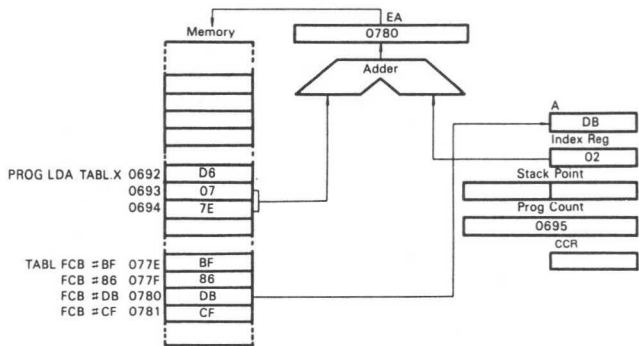 EA
Memory
0780
Adder
A
DB
Index Reg
02
Stack Point
Prog Count
0695
CCR
PROG LDA TABL.X 0692 D6
0693 07
0694 7E
TABL FCB #BF 077E BF
FCB #86 077F 86
FCB #DB 0780 DB
FCB #CF 0781 CF